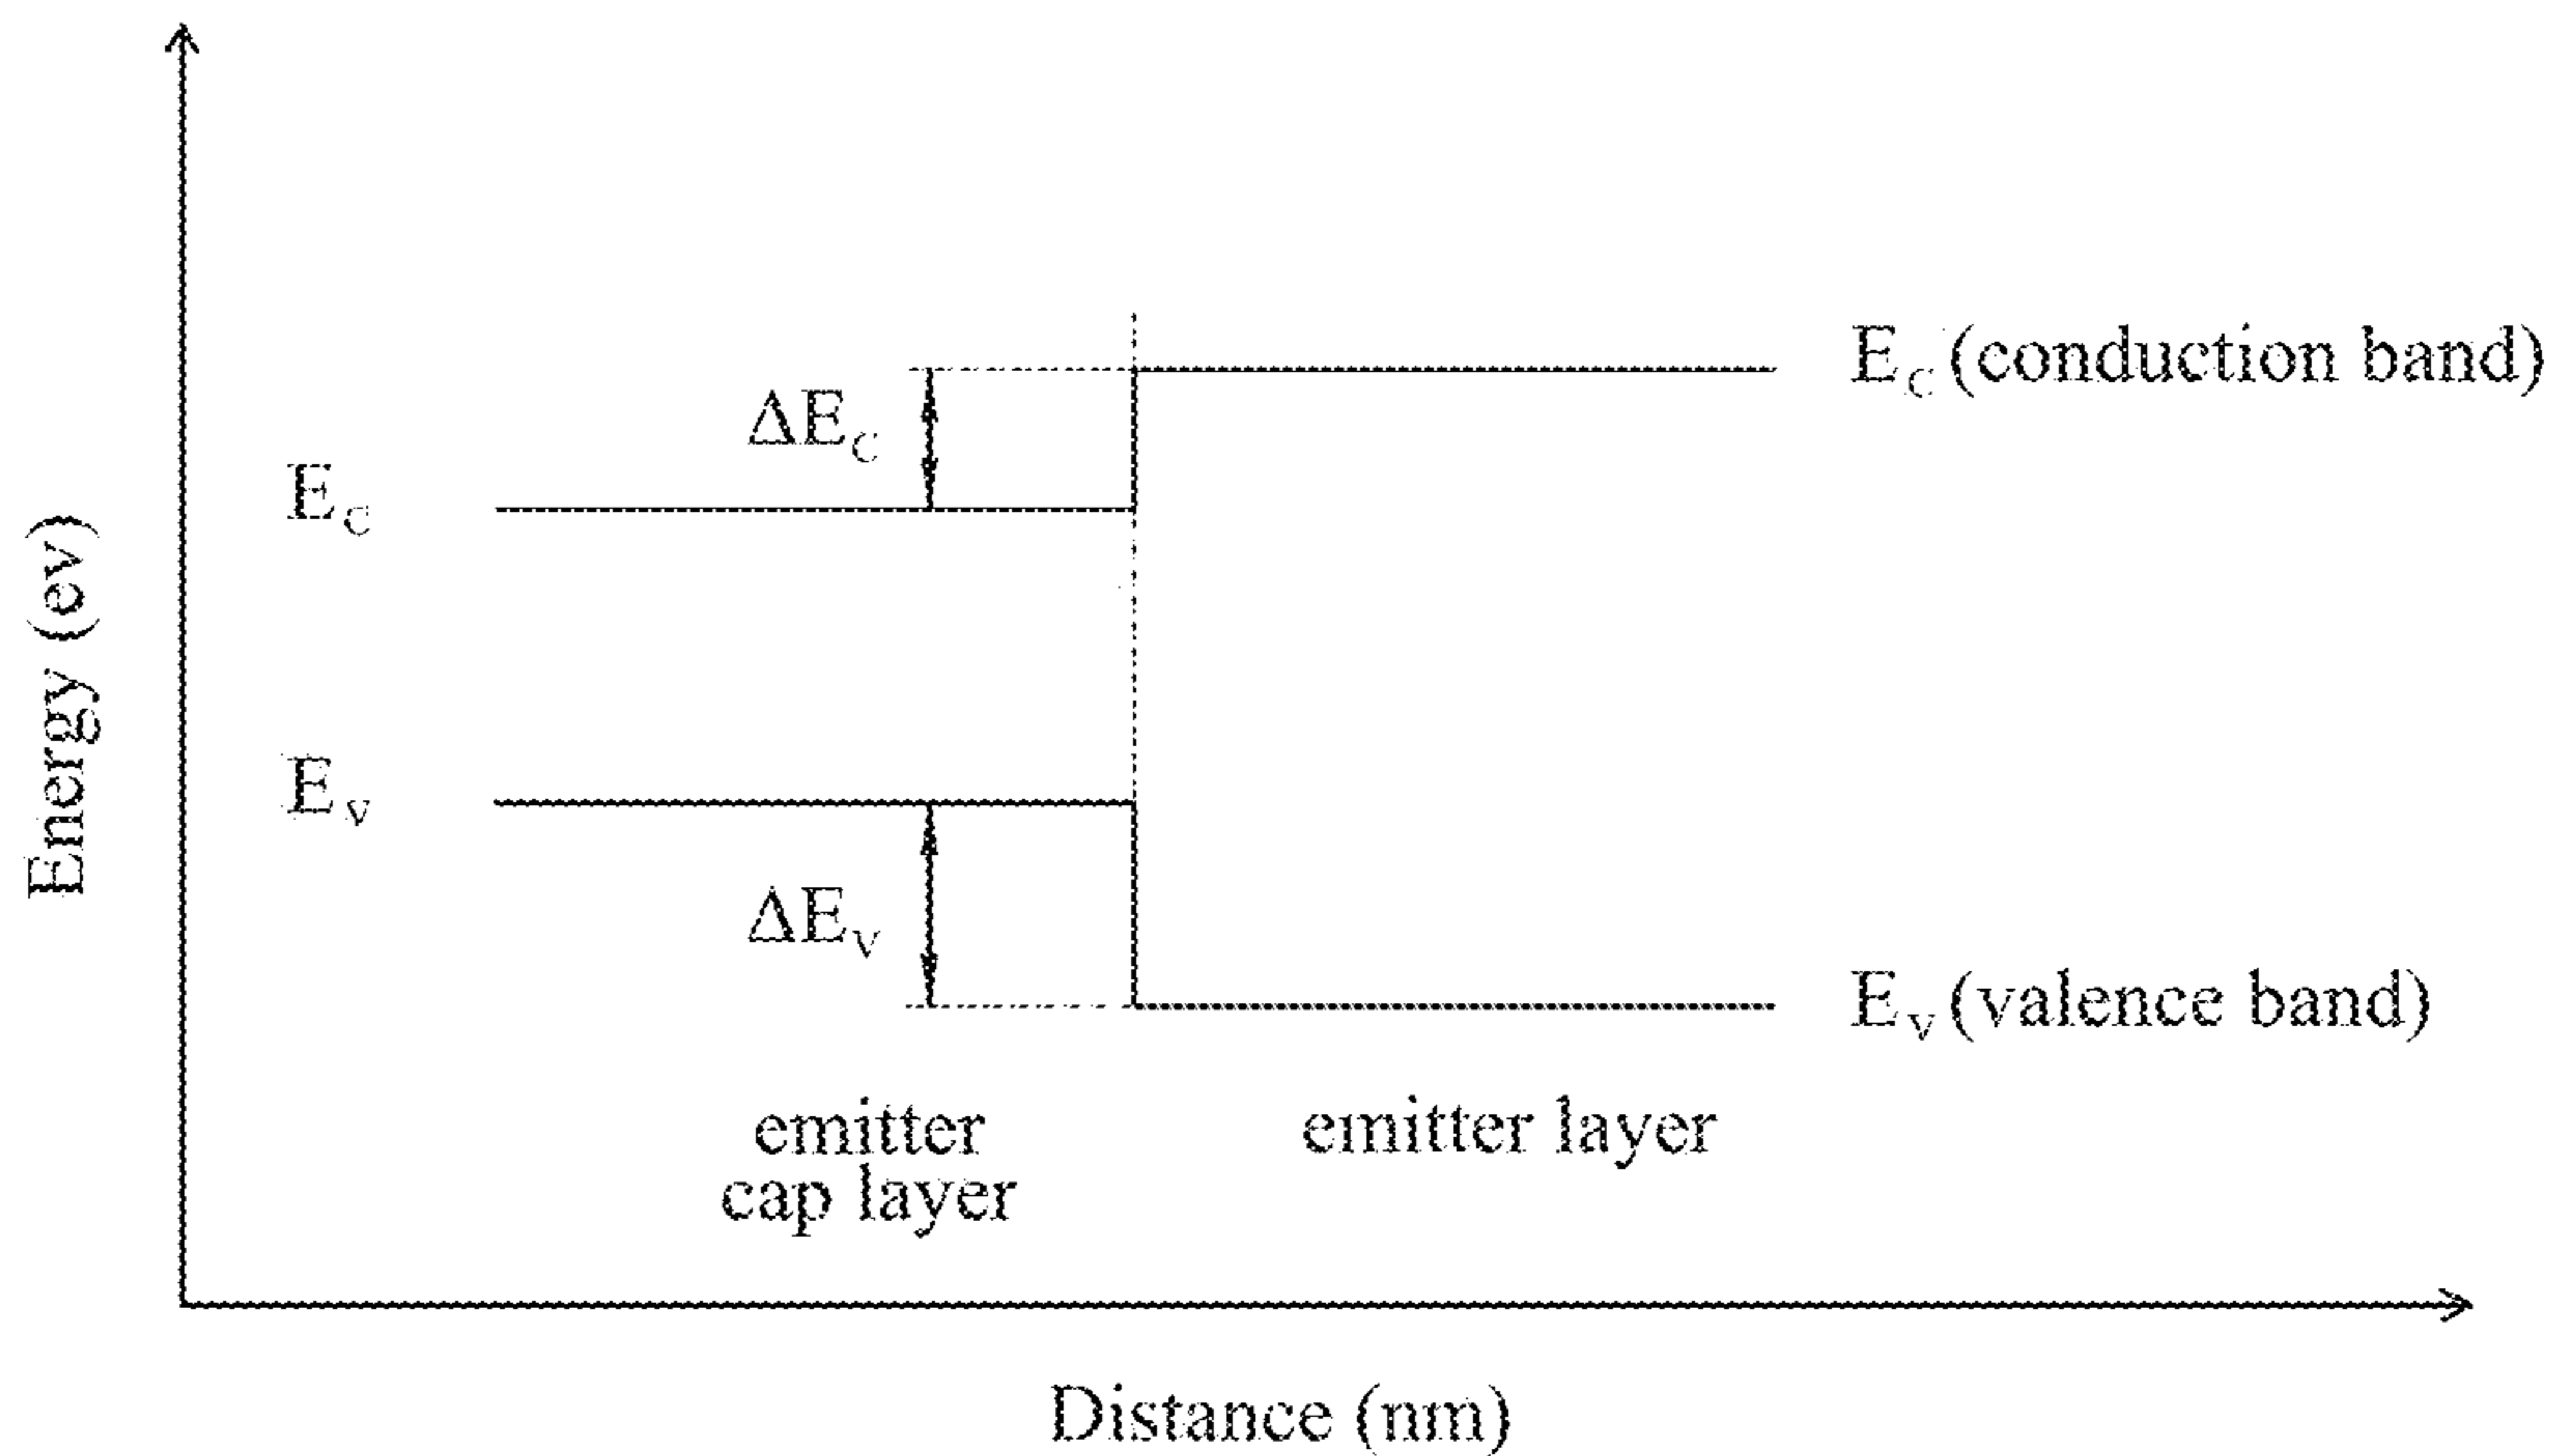 E_C (conduction band)
ΔE_C
E_C
Energy (ev)
E_V
ΔE_V
E_V (valence band)
emitter
cap layer
emitter layer
Distance (nm)